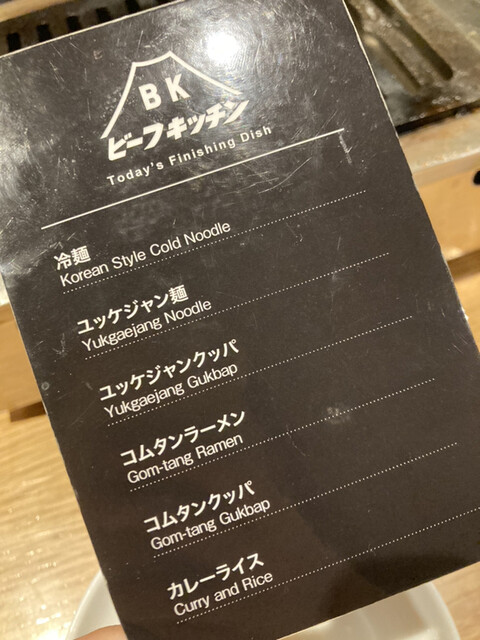 BK
ビーフキッチン
Today's Finishing Dish
冷麺
Korean Style Cold Noodle
ユッケジャン麺
Yukgaejang Noodle
ユッケジャンクッパ
Yukgaejang Gukbap
コムタンラーメン
Gom-tang Ramen
コムタンクッパ
Gom-tang Gukbap
カレーライス
Curry and Rice